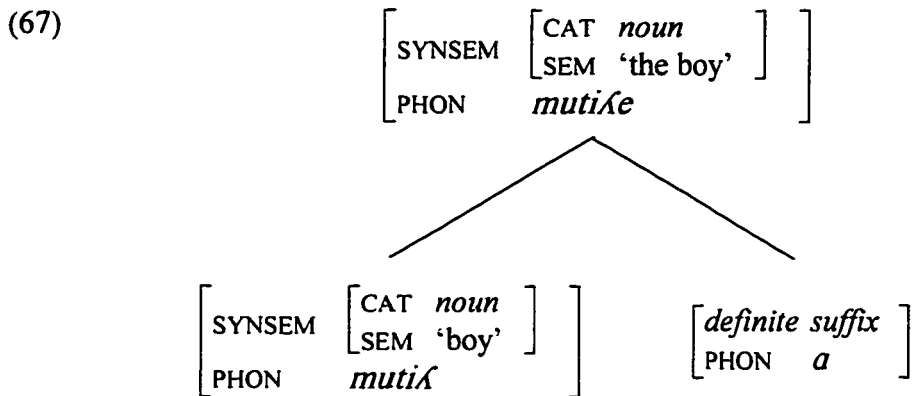 (67)
CAT noun
SYNSEM
SEM ‘the boy’
PHON mutiʎe
CAT noun
SYNSEM
SEM ‘boy’
PHON mutiʎ
definite suffix
PHON a